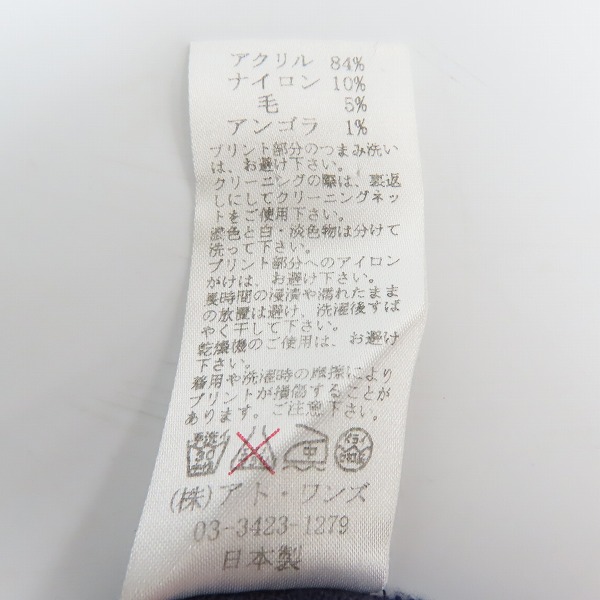 アクリル 84%
ナイロン 10%
毛 5%
アンゴラ 1%
プリント部分のつまみ洗い
は、お避け下さい。
クリーニングの際は、裏返
しにしてクリーニングネッ
トをご使用下さい。
濃色と白・淡色物は分けて
洗って下さい。
プリント部分へのアイロン
がけは、お避け下さい。
長時間の浸漬や濡れたまま
の放置は避け、洗濯後すば
やく干して下さい。
乾燥機のご使用は、お避け
下さい。
着用や洗濯時の摩擦により
プリントが損傷することが
あります。ご注意下さい。
手洗イ 30 中性 中 ドライ
(株)アト・ワンズ
03-3423-1279
日本製